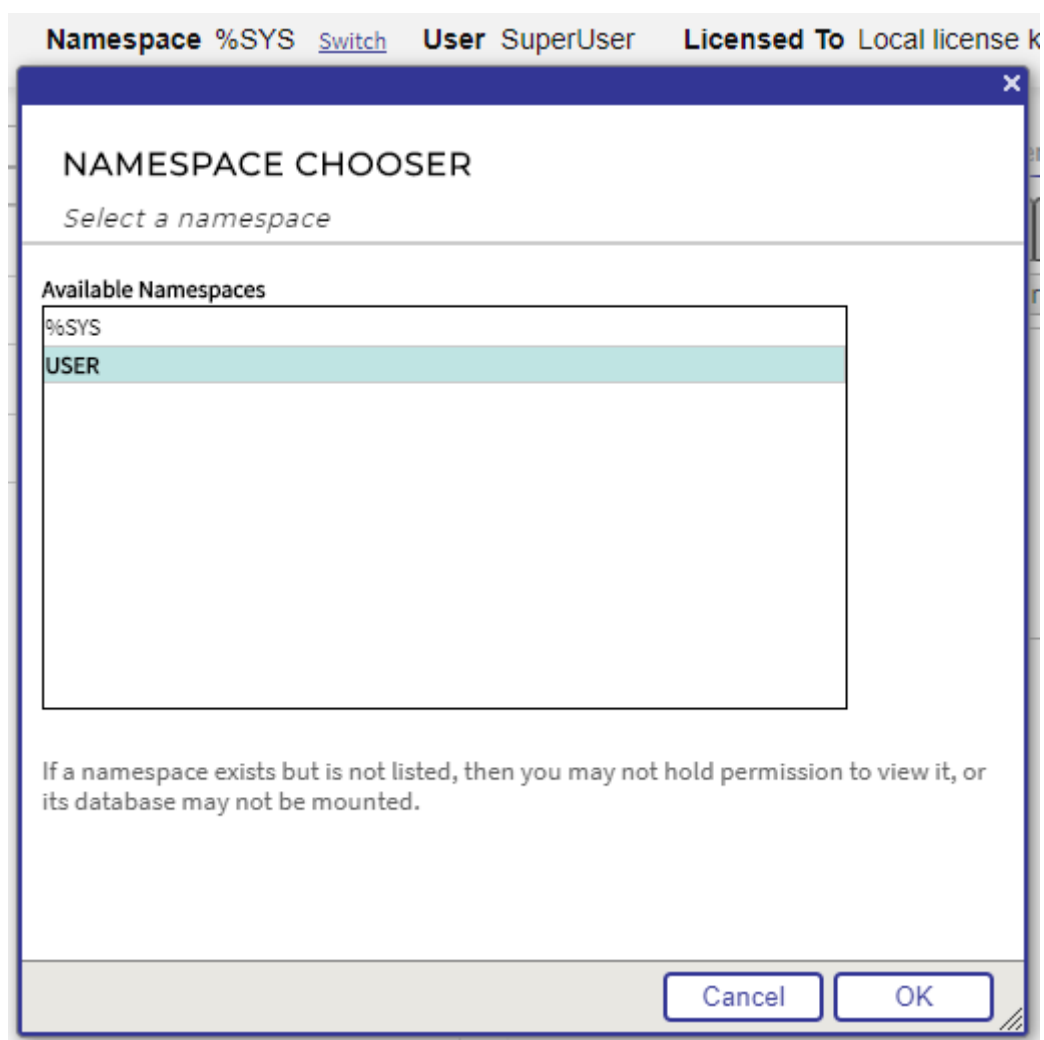 Namespace %SYS Switch User SuperUser Licensed To Local license k
NAMESPACE CHOOSER
Select a namespace
Available Namespaces
%SYS
USER
If a namespace exists but is not listed, then you may not hold permission to view it, or
its database may not be mounted.
Cancel OK